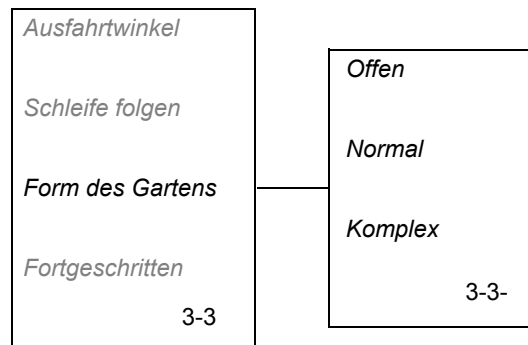 Ausfahrtwinkel
Schleife folgen
Form des Gartens
Fortgeschritten
3-3
Offen
Normal
Komplex
3-3-